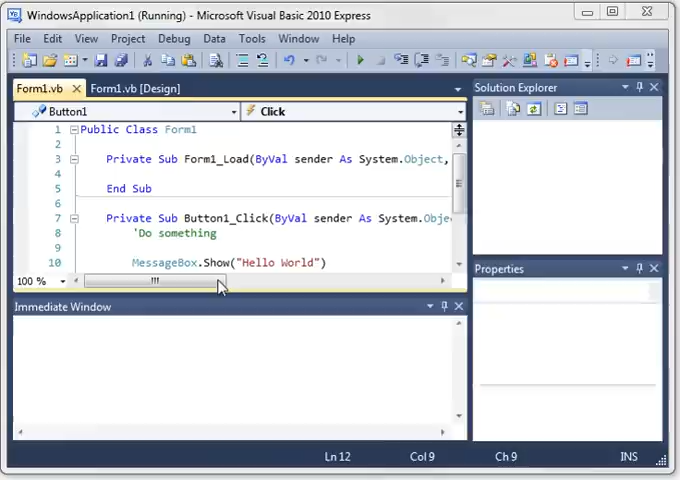 WindowsApplication1 (Running) - Microsoft Visual Basic 2010 Express
File Edit View Project Debug Data Tools Window Help
Form1.vb Form1.vb [Design]
Button1 Click
1 Public Class Form1
2
3 Private Sub Form1_Load(ByVal sender As System.Object,
4
5 End Sub
6
7 Private Sub Button1_Click(ByVal sender As System.Obje
8 'Do something
9
10 MessageBox.Show("Hello World")
100 %
Immediate Window
Solution Explorer
Properties
Ln 12 Col 9 Ch 9 INS